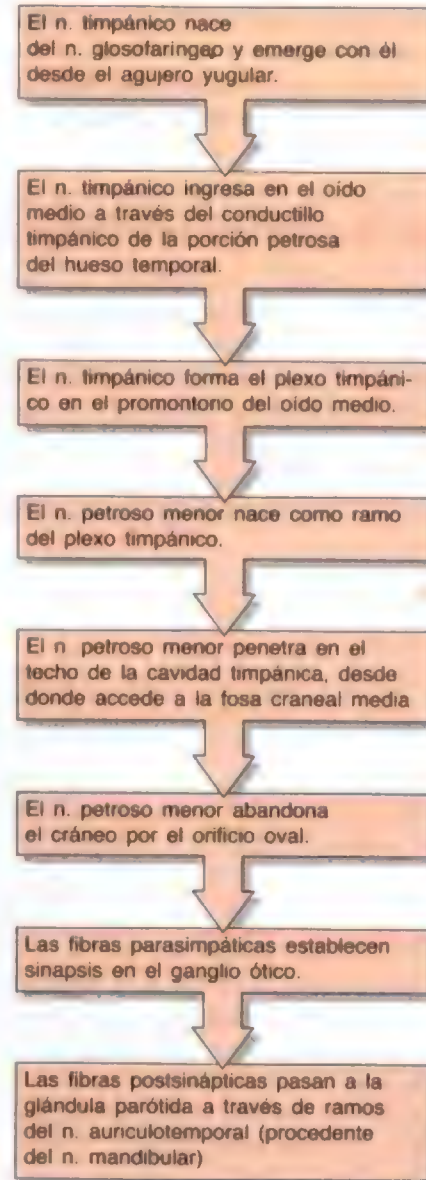 El n. timpánico nace
del n. glosofaringeo y emerge con él
desde el agujero yugular.
El n. timpánico ingresa en el oído
medio a través del conductillo
timpánico de la porción petrosa
del hueso temporal.
El n. timpánico forma el plexo timpáni-
co en el promontorio del oído medio.
El n. petroso menor nace como ramo
del plexo timpánico.
El n petroso menor penetra en el
techo de la cavidad timpánica, desde
donde accede a la fosa craneal media
El n. petroso menor abandona
el cráneo por el orificio oval.
Las fibras parasimpáticas establecen
sinapsis en el ganglio ótico.
Las fibras postsinápticas pasan a la
glándula parótida a través de ramos
del n. auriculotemporal (procedente
del n. mandibular)